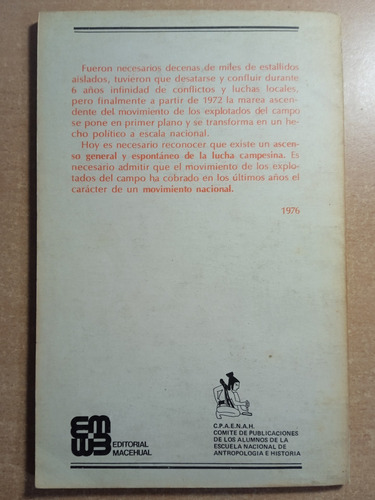 Fueron necesarios decenas de miles de estallidos
aislados, tuvieron que desatarse y confluir durante
6 años infinidad de conflictos y luchas locales,
pero finalmente a partir de 1972 la marea ascen-
dente del movimiento de los explotados del campo
se pone en primer plano y se transforma en un he-
cho político a escala nacional.
Hoy es necesario reconocer que existe un ascen-
so general y espontáneo de la lucha campesina. Es
necesario admitir que el movimiento de los explo-
tados del campo ha cobrado en los últimos años el
carácter de un movimiento nacional.
1976
EDITORIAL
MACEHUAL
C.P.A.E.N.A.H.
COMITE DE PUBLICACIONES
DE LOS ALUMNOS DE LA
ESCUELA NACIONAL DE
ANTROPOLOGIA E HISTORIA